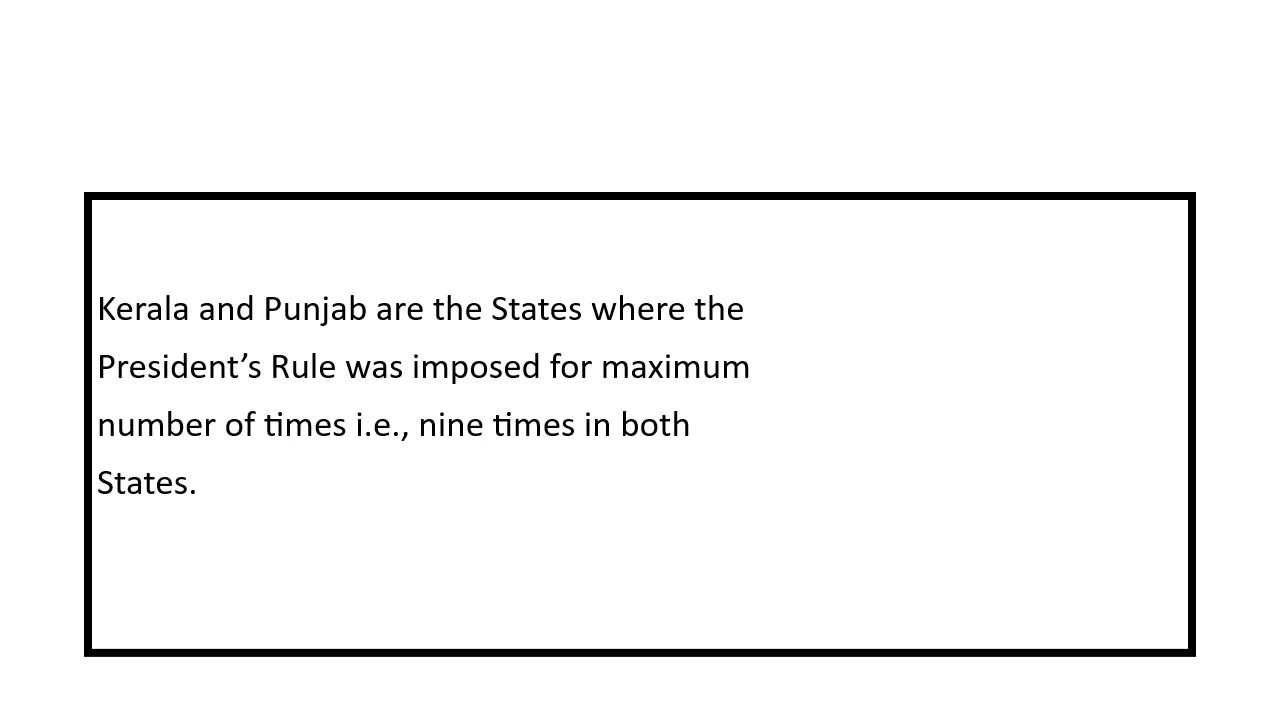 Kerala and Punjab are the States where the
President’s Rule was imposed for maximum
number of times i.e., nine times in both
States.